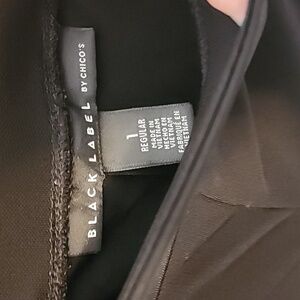 BLACK LABEL BY CHICO'S
1
REGULAR
MADE IN
VIETNAM
HECHO EN
VIETNAM
FABRIQUÉ EN
VIETNAM